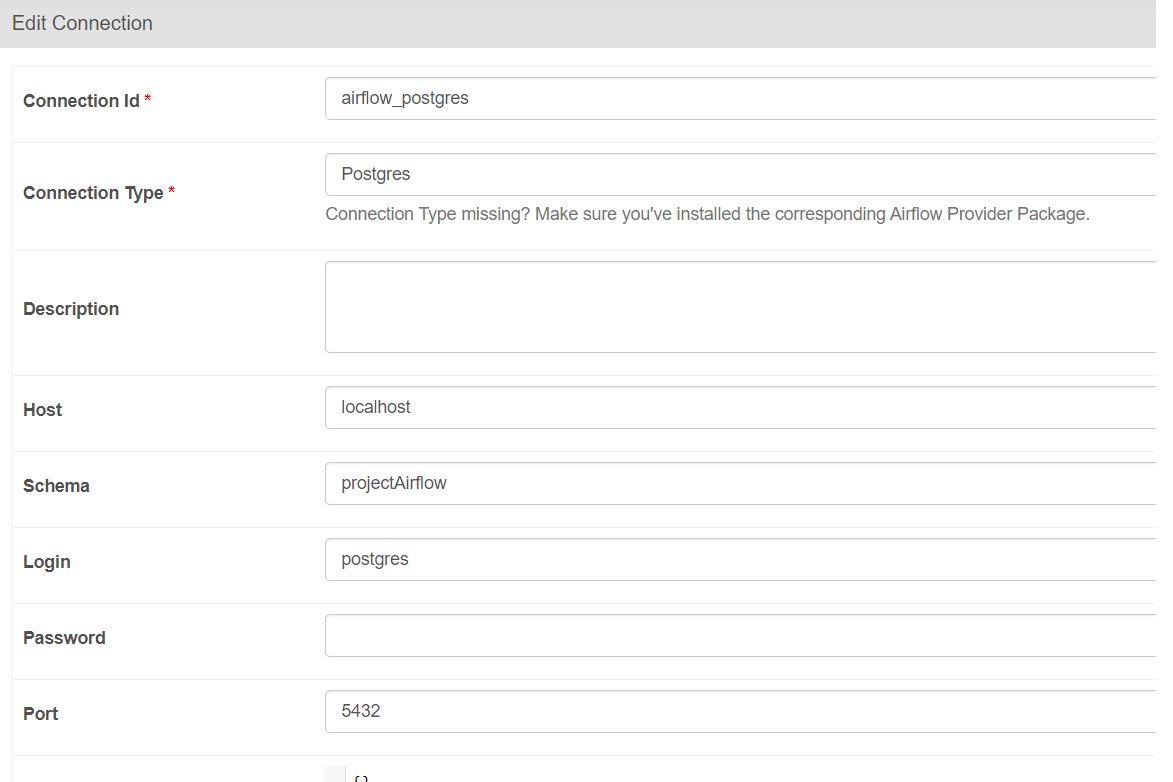 Edit Connection
Connection Id *
airflow_postgres
Connection Type *
Postgres
Connection Type missing? Make sure you've installed the corresponding Airflow Provider Package.
Description
Host
localhost
Schema
projectAirflow
Login
postgres
Password
Port
5432